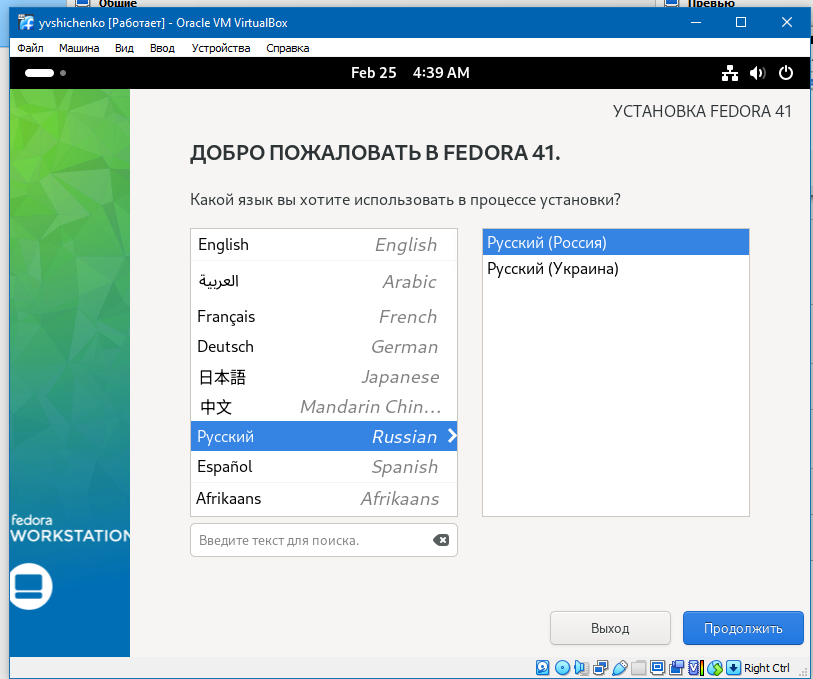 Общие
Превью
yvshichenko [Работает] - Oracle VM VirtualBox
Файл Машина Вид Ввод Устройства Справка
Feb 25 4:39 AM
УСТАНОВКА FEDORA 41
ДОБРО ПОЖАЛОВАТЬ В FEDORA 41.
Какой язык вы хотите использовать в процессе установки?
English English
العربية Arabic
Français French
Deutsch German
日本語 Japanese
中文 Mandarin Chin...
Русский Russian
Español Spanish
Afrikaans Afrikaans
Русский (Россия)
Русский (Украина)
Введите текст для поиска.
fedora
WORKSTATION
Выход
Продолжить
Right Ctrl